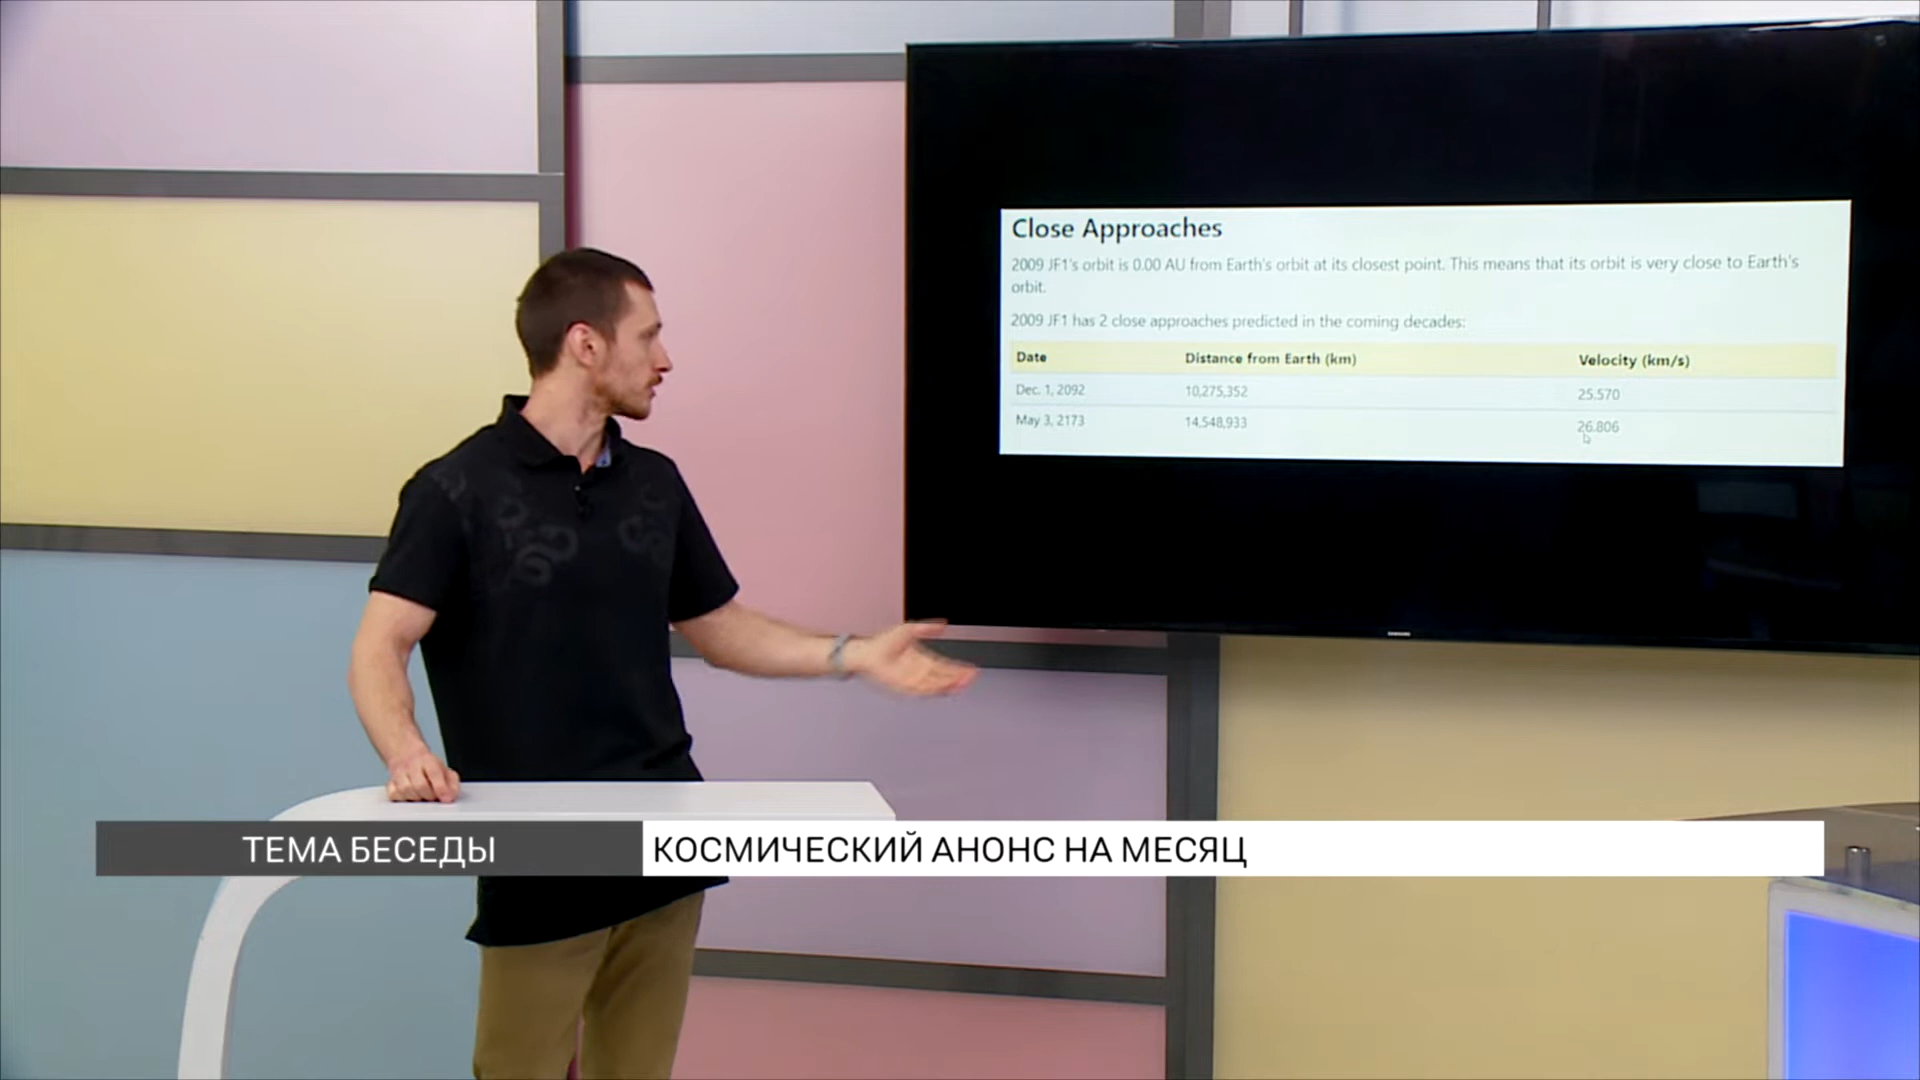 Close Approaches
2009 JF1's orbit is 0.00 AU from Earth's orbit at its closest point. This means that its orbit is very close to Earth's
orbit.
2009 JF1 has 2 close approaches predicted in the coming decades:
Date Distance from Earth (km) Velocity (km/s)
Dec. 1, 2092 10,275,352 25.570
May 3, 2173 14,548,933 26.806
SAMSUNG
ТЕМА БЕСЕДЫ КОСМИЧЕСКИЙ АНОНС НА МЕСЯЦ